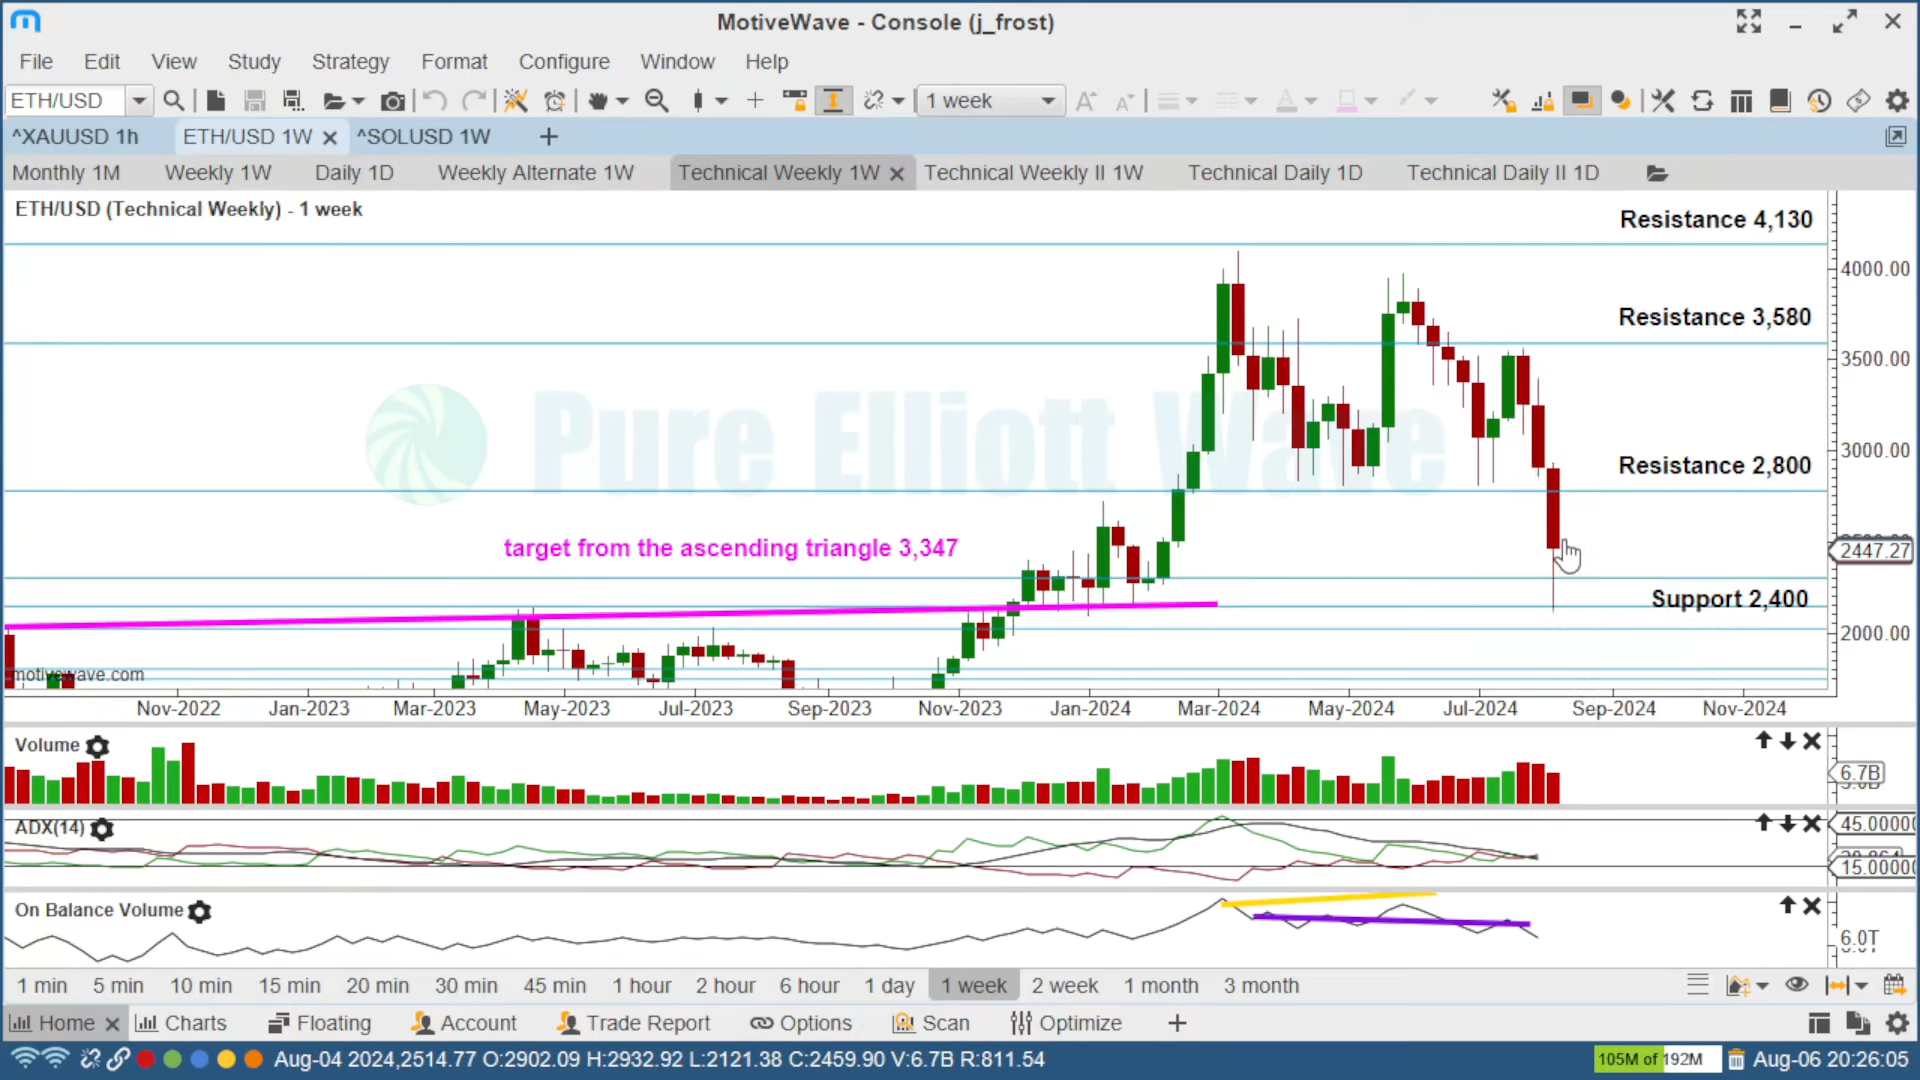 MotiveWave - Console (j_frost)
File Edit View Study Strategy Format Configure Window Help
ETH/USD 1 week
^XAUUSD 1h ETH/USD 1W ^SOLUSD 1W
Monthly 1M Weekly 1W Daily 1D Weekly Alternate 1W Technical Weekly 1W Technical Weekly II 1W Technical Daily 1D Technical Daily II 1D
ETH/USD (Technical Weekly) - 1 week
Resistance 4,130
4000.00
Resistance 3,580
3500.00
Pure Elliott Wave
3000.00
Resistance 2,800
target from the ascending triangle 3,347
2447.27
Support 2,400
2000.00
motivewave.com
Nov-2022 Jan-2023 Mar-2023 May-2023 Jul-2023 Sep-2023 Nov-2023 Jan-2024 Mar-2024 May-2024 Jul-2024 Sep-2024 Nov-2024
Volume
6.7B
ADX(14)
45.0000
15.0000
On Balance Volume
6.0T
1 min 5 min 10 min 15 min 20 min 30 min 45 min 1 hour 2 hour 6 hour 1 day 1 week 2 week 1 month 3 month
Home Charts Floating Account Trade Report Options Scan Optimize
Aug-04 2024,2514.77 O:2902.09 H:2932.92 L:2121.38 C:2459.90 V:6.7B R:811.54
105M of 192M Aug-06 20:26:05